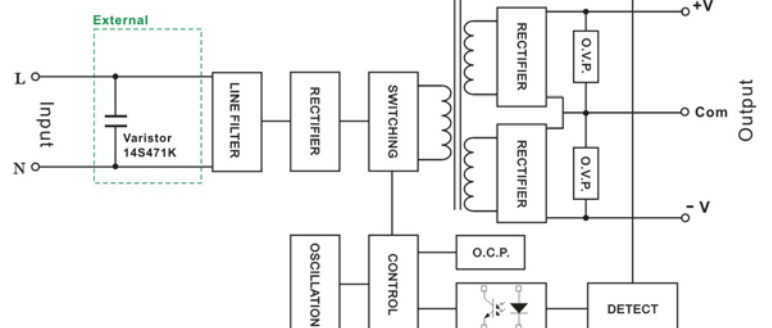 External
+V
RECTIFIER
O.V.P.
L
Input
Varistor
14S471K
LINE FILTER
RECTIFIER
SWITCHING
Com
Output
N
RECTIFIER
O.V.P.
- V
OSCILLATION
CONTROL
O.C.P.
DETECT